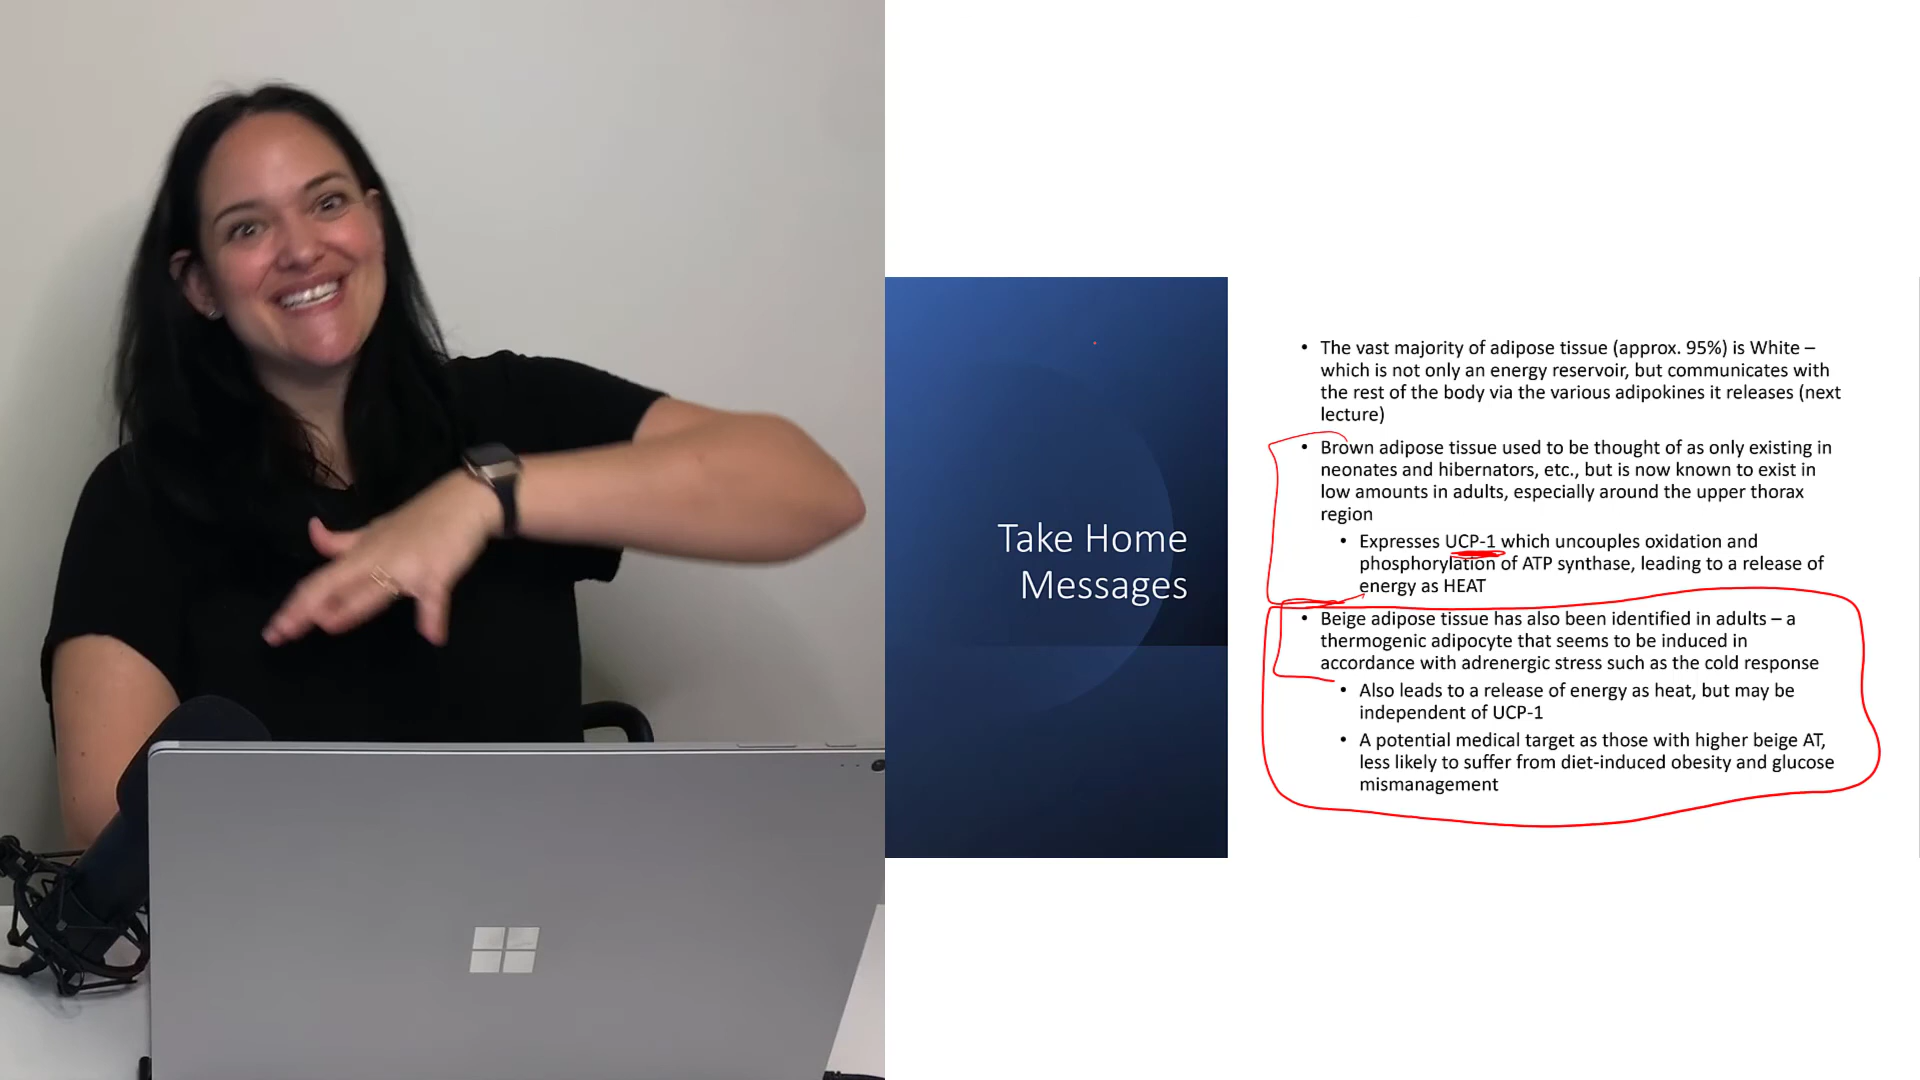 Take Home
Messages
• The vast majority of adipose tissue (approx. 95%) is White –
which is not only an energy reservoir, but communicates with
the rest of the body via the various adipokines it releases (next
lecture)
• Brown adipose tissue used to be thought of as only existing in
neonates and hibernators, etc., but is now known to exist in
low amounts in adults, especially around the upper thorax
region
• Expresses UCP-1 which uncouples oxidation and
phosphorylation of ATP synthase, leading to a release of
energy as HEAT
• Beige adipose tissue has also been identified in adults – a
thermogenic adipocyte that seems to be induced in
accordance with adrenergic stress such as the cold response
• Also leads to a release of energy as heat, but may be
independent of UCP-1
• A potential medical target as those with higher beige AT,
less likely to suffer from diet-induced obesity and glucose
mismanagement